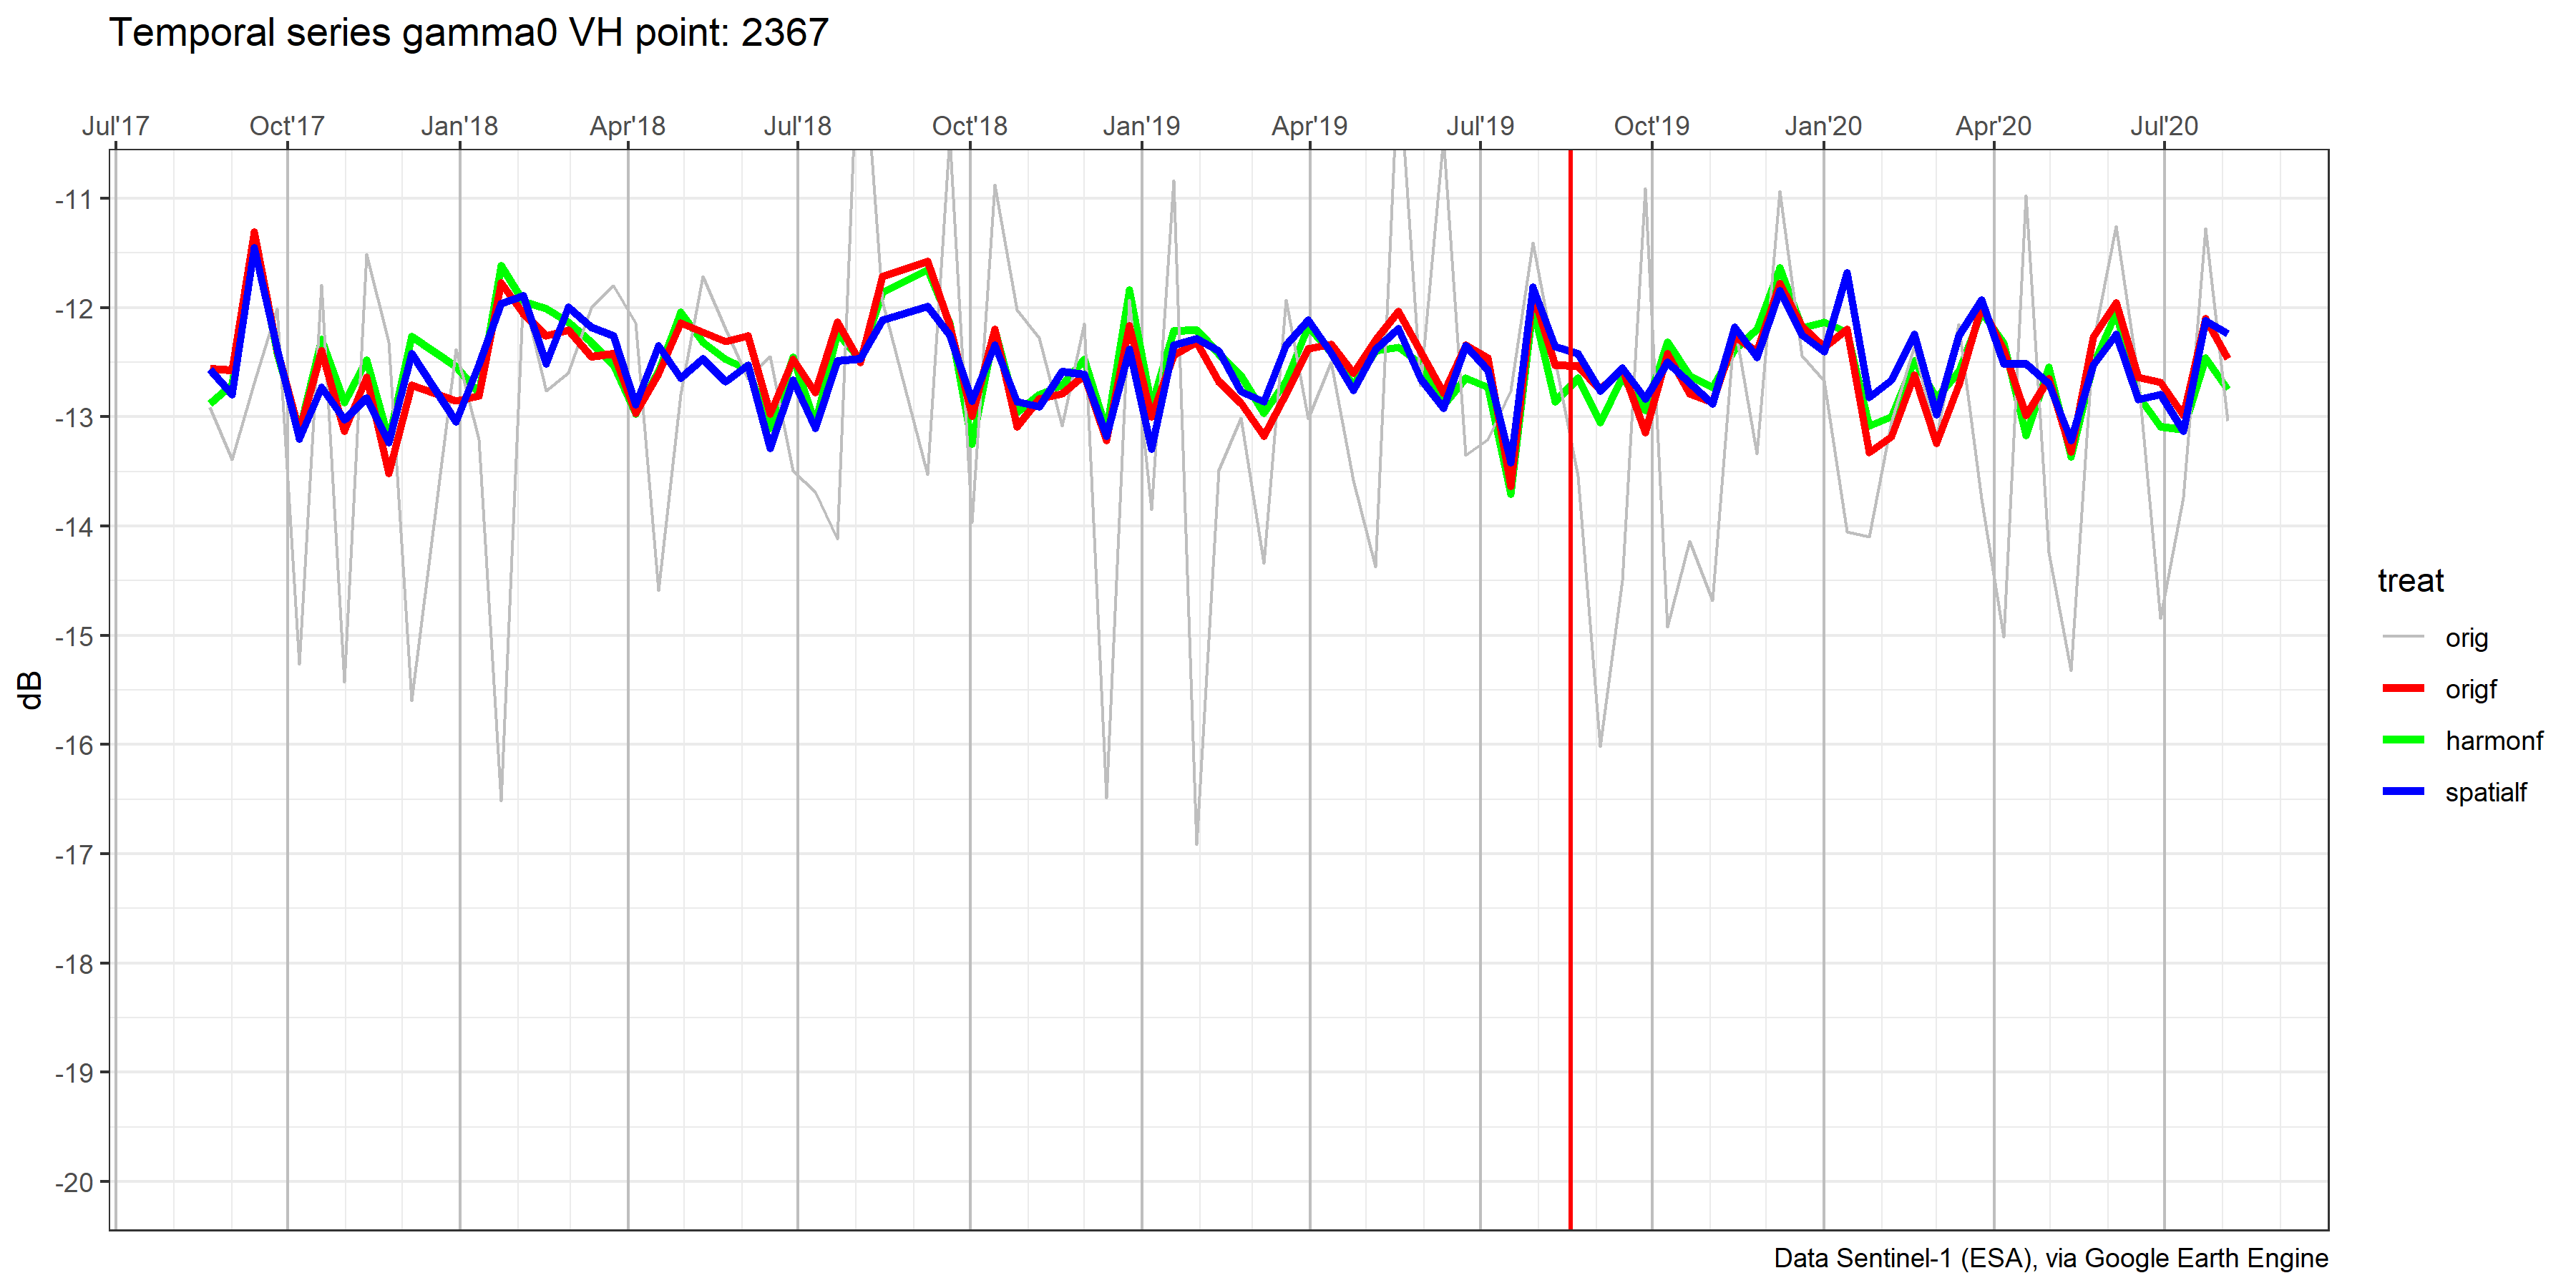 Temporal series gamma0 VH point: 2367
Jul'17 Oct'17 Jan'18 Apr'18 Jul'18 Oct'18 Jan'19 Apr'19 Jul'19 Oct'19 Jan'20 Apr'20 Jul'20
-11
-12
-13
-14
-15
-16
-17
-18
-19
-20
dB
treat
orig
origf
harmonf
spatialf
Data Sentinel-1 (ESA), via Google Earth Engine